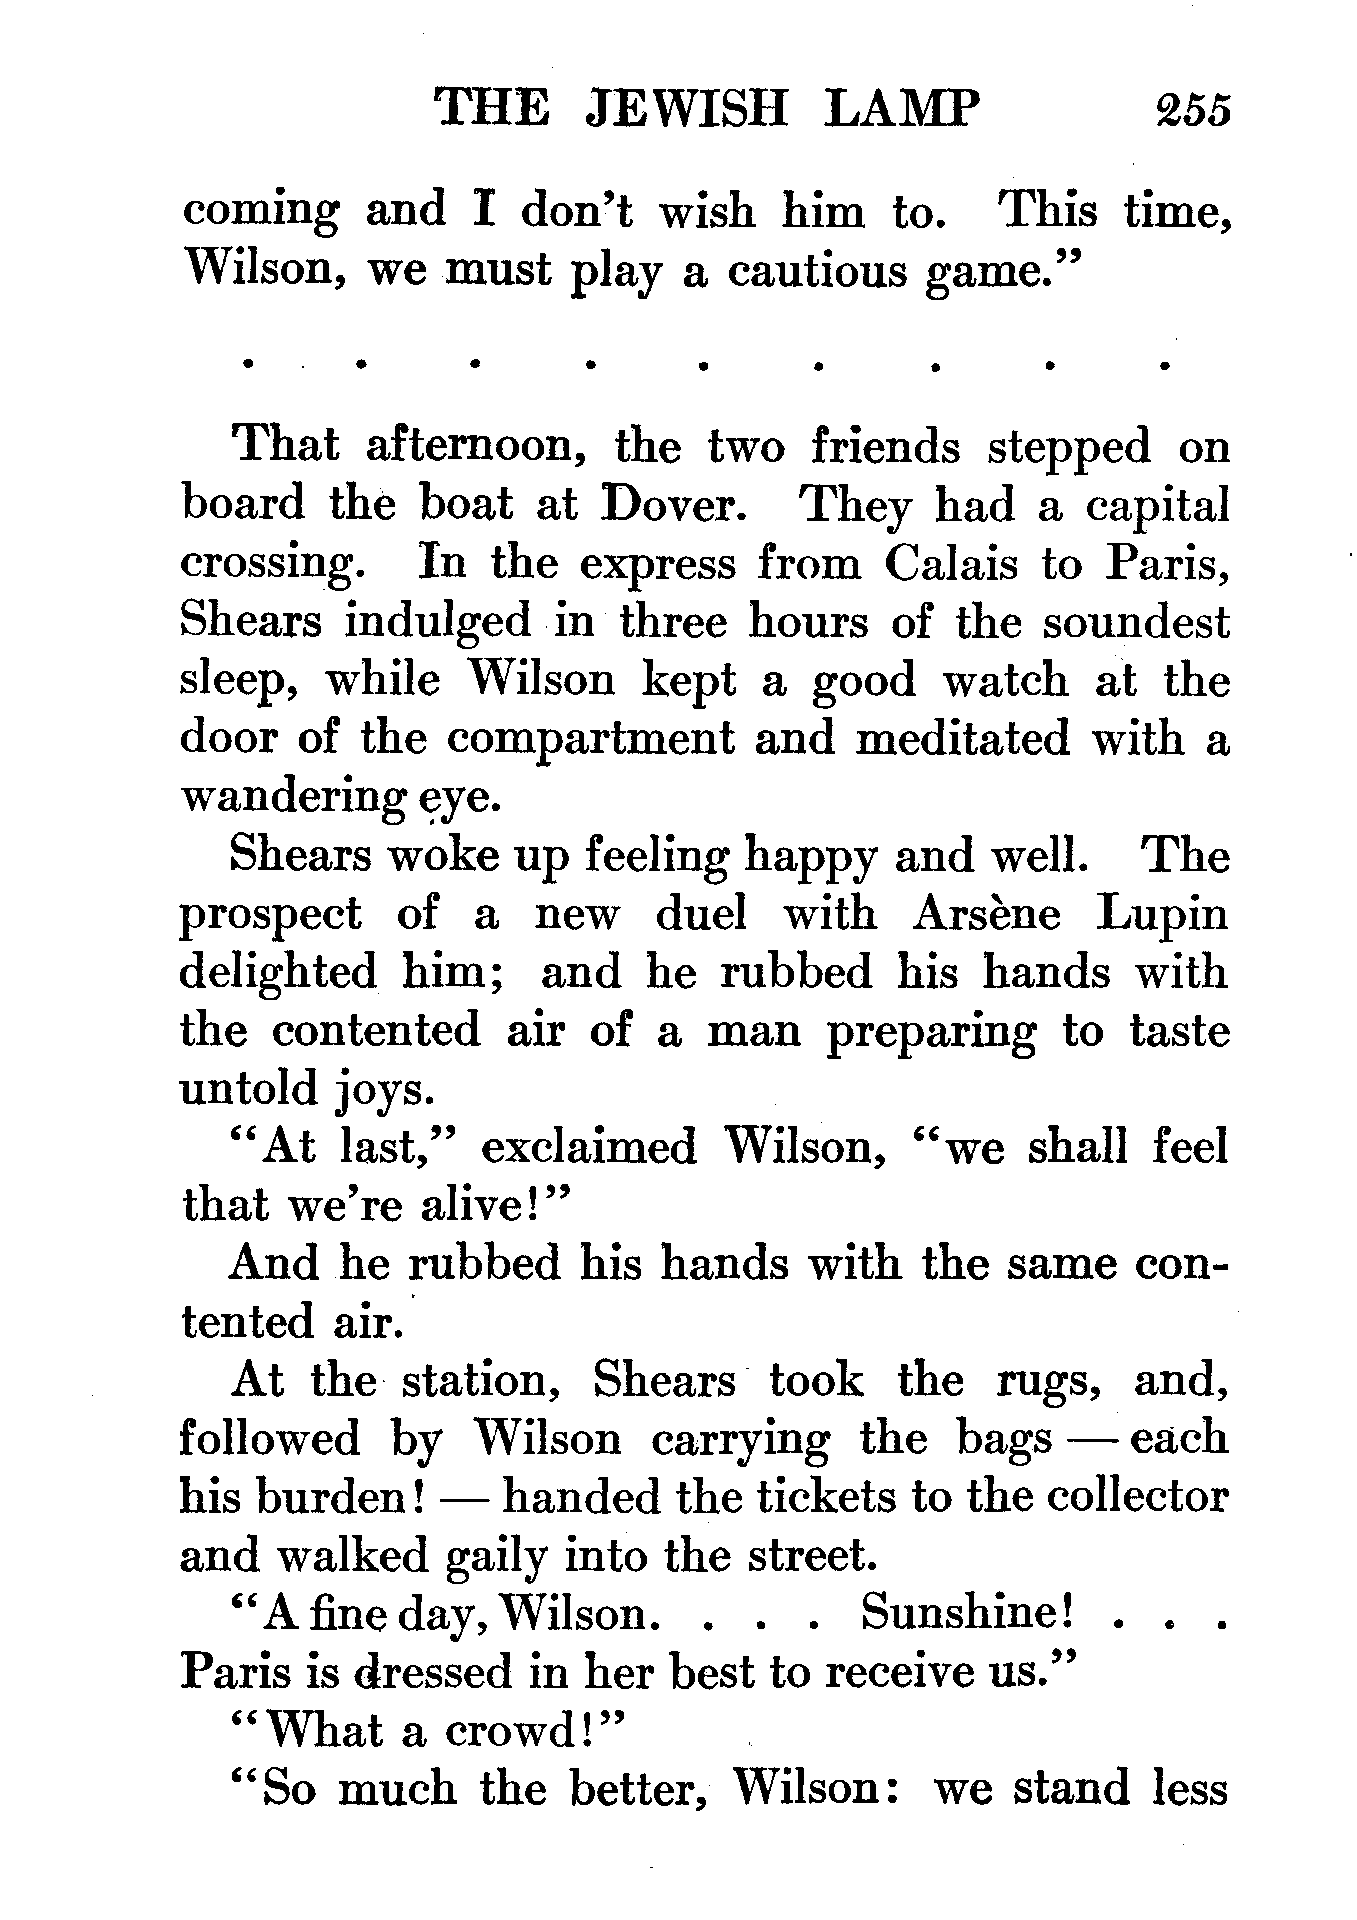 THE JEWISH LAMP 255
coming and I don't wish him to. This time,
Wilson, we must play a cautious game."
. . . . . . . . .
That afternoon, the two friends stepped on
board the boat at Dover. They had a capital
crossing. In the express from Calais to Paris,
Shears indulged in three hours of the soundest
sleep, while Wilson kept a good watch at the
door of the compartment and meditated with a
wandering eye.
Shears woke up feeling happy and well. The
prospect of a new duel with Arsène Lupin
delighted him; and he rubbed his hands with
the contented air of a man preparing to taste
untold joys.
"At last," exclaimed Wilson, "we shall feel
that we're alive!"
And he rubbed his hands with the same con-
tented air.
At the station, Shears took the rugs, and,
followed by Wilson carrying the bags — each
his burden! — handed the tickets to the collector
and walked gaily into the street.
"A fine day, Wilson. . . . Sunshine! . . .
Paris is dressed in her best to receive us."
"What a crowd!"
"So much the better, Wilson: we stand less